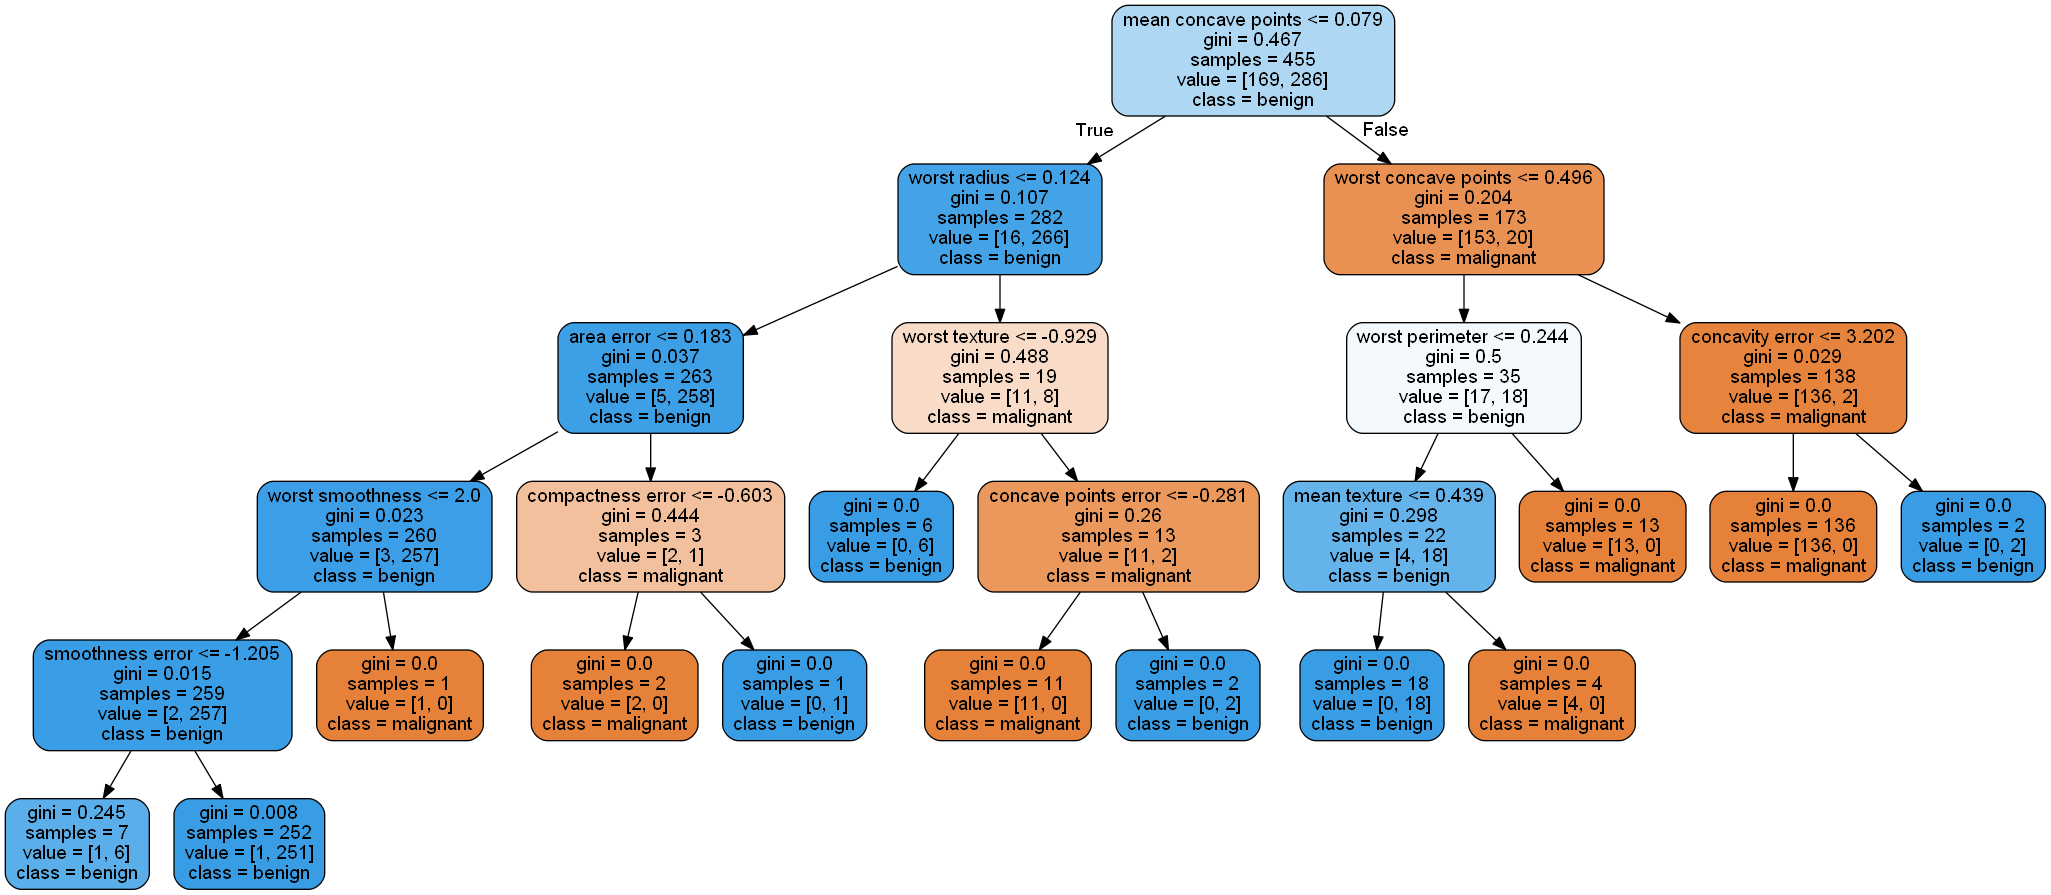 mean concave points <= 0.079
gini = 0.467
samples = 455
value = [169, 286]
class = benign
True
False
worst radius <= 0.124
gini = 0.107
samples = 282
value = [16, 266]
class = benign
worst concave points <= 0.496
gini = 0.204
samples = 173
value = [153, 20]
class = malignant
area error <= 0.183
gini = 0.037
samples = 263
value = [5, 258]
class = benign
worst texture <= -0.929
gini = 0.488
samples = 19
value = [11, 8]
class = malignant
worst perimeter <= 0.244
gini = 0.5
samples = 35
value = [17, 18]
class = benign
concavity error <= 3.202
gini = 0.029
samples = 138
value = [136, 2]
class = malignant
worst smoothness <= 2.0
gini = 0.023
samples = 260
value = [3, 257]
class = benign
compactness error <= -0.603
gini = 0.444
samples = 3
value = [2, 1]
class = malignant
gini = 0.0
samples = 6
value = [0, 6]
class = benign
concave points error <= -0.281
gini = 0.26
samples = 13
value = [11, 2]
class = malignant
mean texture <= 0.439
gini = 0.298
samples = 22
value = [4, 18]
class = benign
gini = 0.0
samples = 13
value = [13, 0]
class = malignant
gini = 0.0
samples = 136
value = [136, 0]
class = malignant
gini = 0.0
samples = 2
value = [0, 2]
class = benign
smoothness error <= -1.205
gini = 0.015
samples = 259
value = [2, 257]
class = benign
gini = 0.0
samples = 1
value = [1, 0]
class = malignant
gini = 0.0
samples = 2
value = [2, 0]
class = malignant
gini = 0.0
samples = 1
value = [0, 1]
class = benign
gini = 0.0
samples = 11
value = [11, 0]
class = malignant
gini = 0.0
samples = 2
value = [0, 2]
class = benign
gini = 0.0
samples = 18
value = [0, 18]
class = benign
gini = 0.0
samples = 4
value = [4, 0]
class = malignant
gini = 0.245
samples = 7
value = [1, 6]
class = benign
gini = 0.008
samples = 252
value = [1, 251]
class = benign